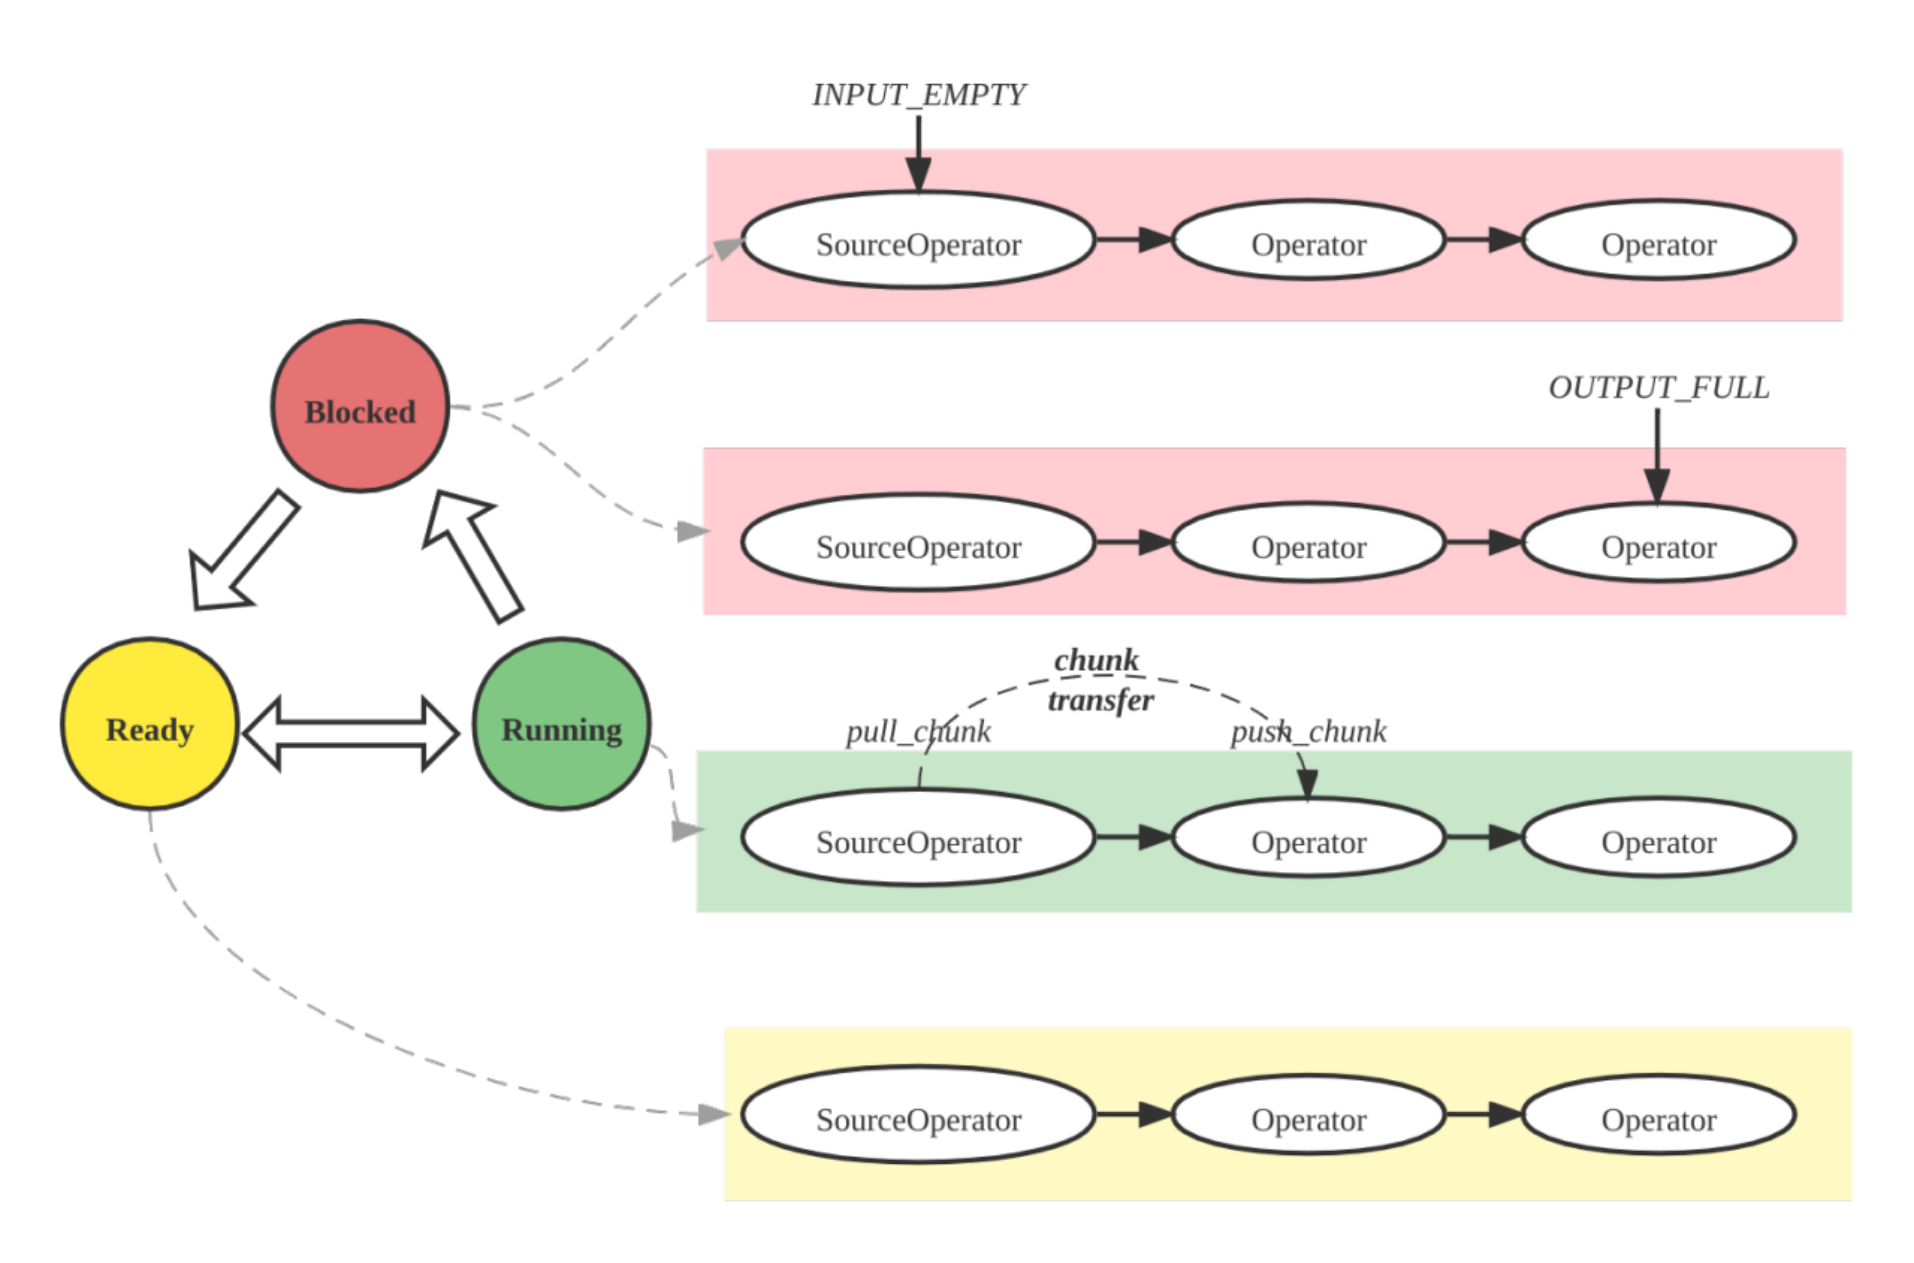 INPUT_EMPTY
SourceOperator
Operator
Operator
Blocked
OUTPUT_FULL
SourceOperator
Operator
Operator
Ready
Running
chunk
transfer
pull_chunk
push_chunk
SourceOperator
Operator
Operator
SourceOperator
Operator
Operator